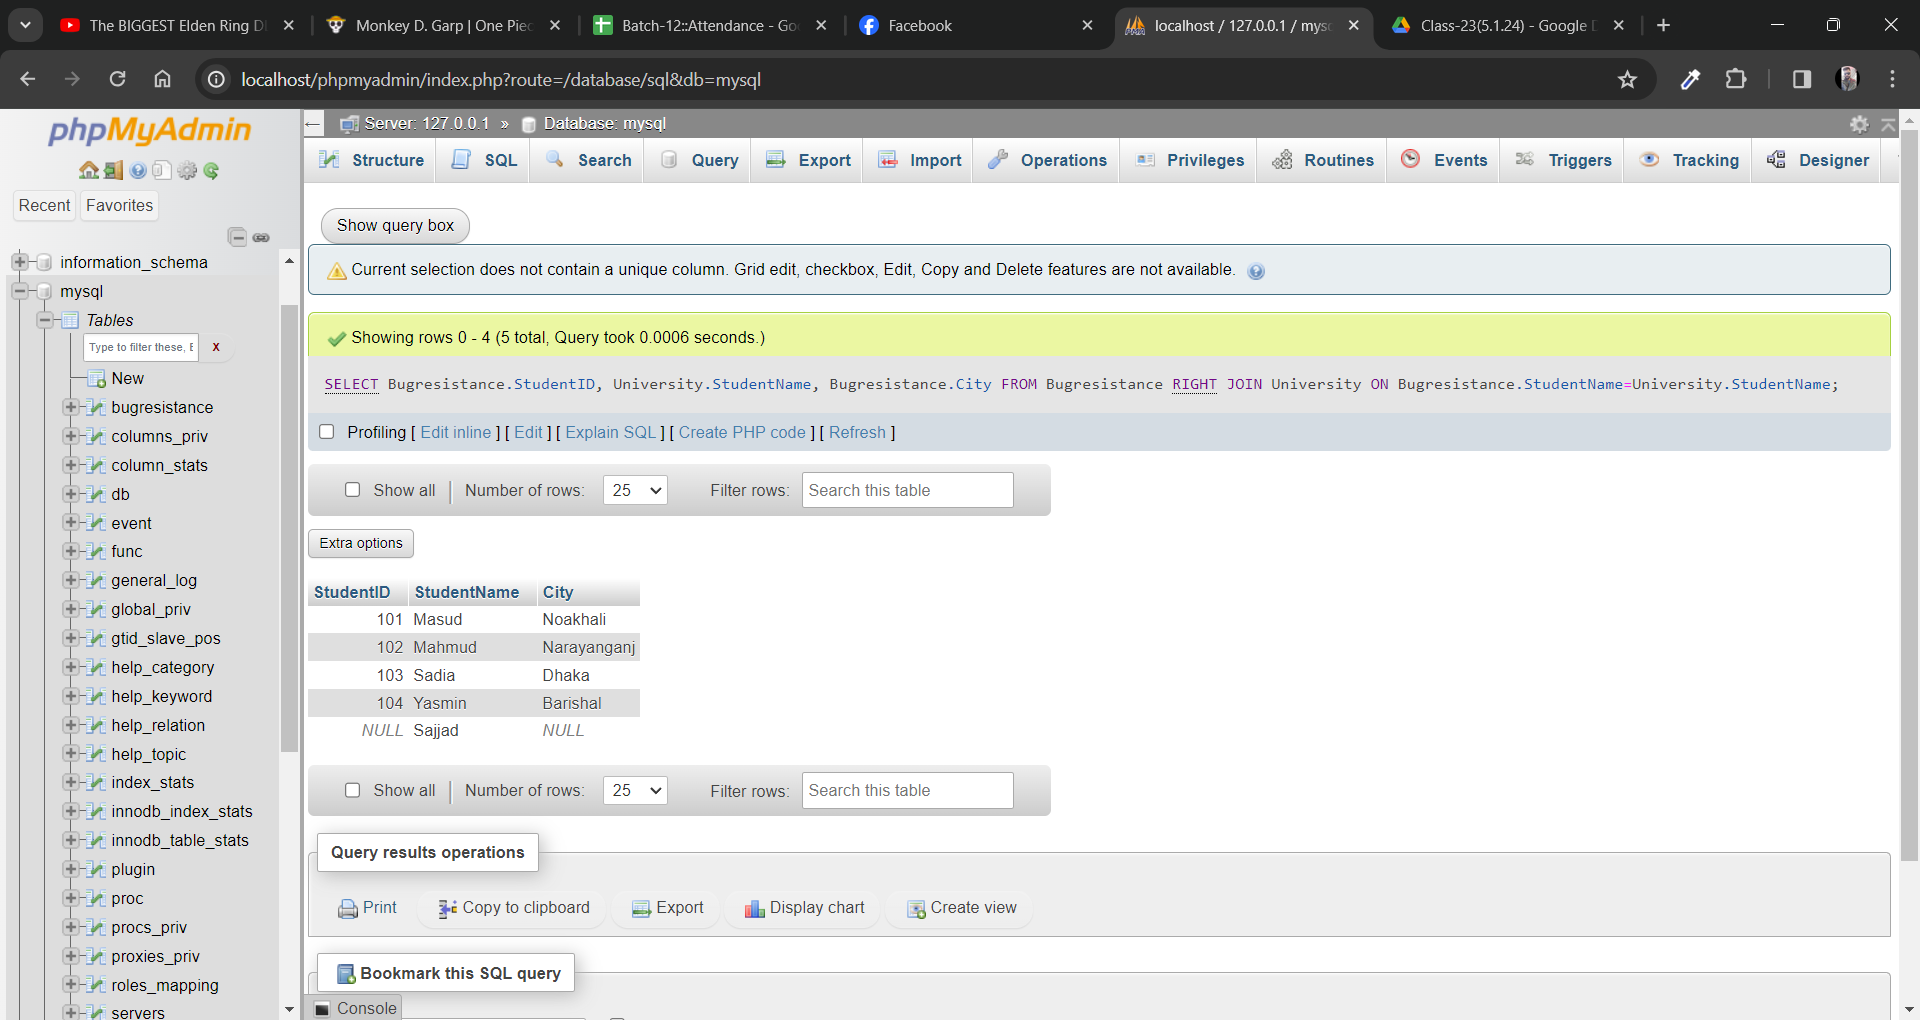 The BIGGEST Elden Ring
Monkey D. Garp | One Piec
Batch-12::Attendance - Go
Facebook
localhost / 127.0.0.1 / mys
Class-23(5.1.24) - Google
localhost/phpmyadmin/index.php?route=/database/sql&db=mysql
phpMyAdmin
Recent
Favorites
information_schema
mysql
Tables
Type to filter these, E
X
New
bugresistance
columns_priv
column_stats
db
event
func
general_log
global_priv
gtid_slave_pos
help_category
help_keyword
help_relation
help_topic
index_stats
innodb_index_stats
innodb_table_stats
plugin
proc
procs_priv
proxies_priv
roles_mapping
servers
Server: 127.0.0.1 » Database: mysql
Structure SQL Search Query Export Import Operations Privileges Routines Events Triggers Tracking Designer
Show query box
Current selection does not contain a unique column. Grid edit, checkbox, Edit, Copy and Delete features are not available.
Showing rows 0 - 4 (5 total, Query took 0.0006 seconds.)
SELECT Bugresistance.StudentID, University.StudentName, Bugresistance.City FROM Bugresistance RIGHT JOIN University ON Bugresistance.StudentName=University.StudentName;
Profiling [ Edit inline ] [ Edit ] [ Explain SQL ] [ Create PHP code ] [ Refresh ]
Show all | Number of rows: 25 Filter rows: Search this table
Extra options
StudentID StudentName City
101 Masud Noakhali
102 Mahmud Narayanganj
103 Sadia Dhaka
104 Yasmin Barishal
NULL Sajjad NULL
Show all | Number of rows: 25 Filter rows: Search this table
Query results operations
Print Copy to clipboard Export Display chart Create view
Bookmark this SQL query
Console